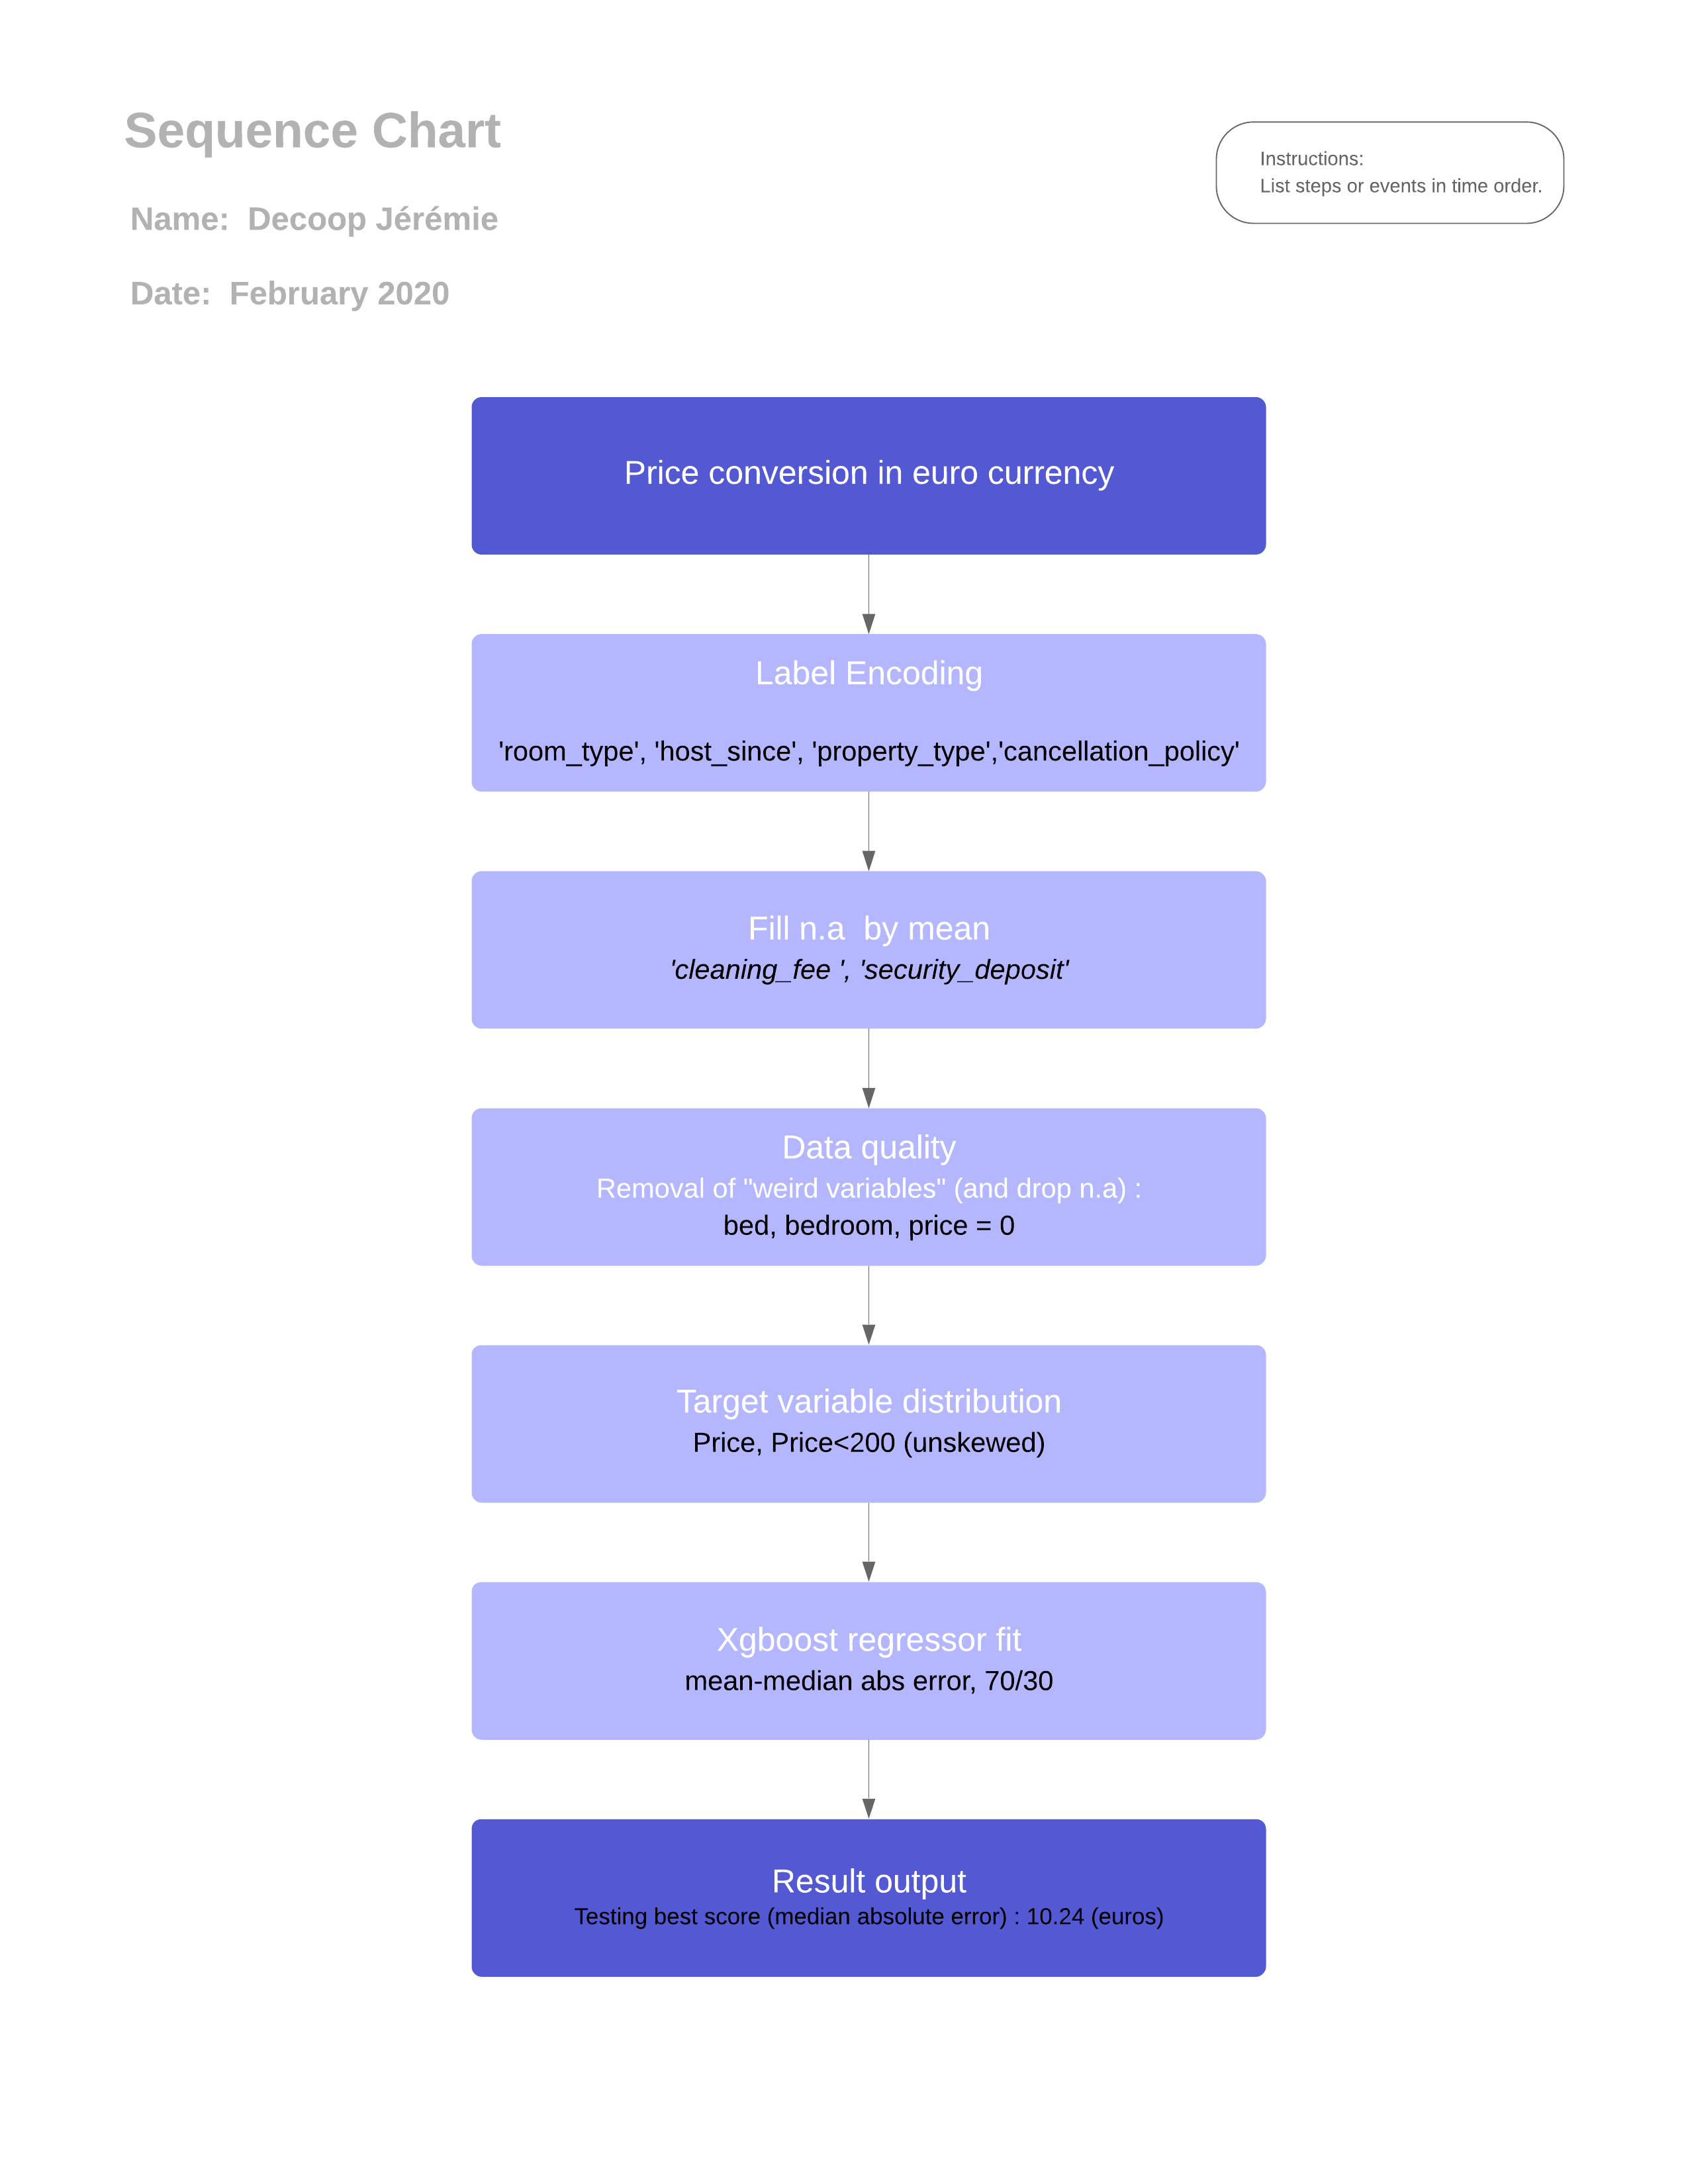 Sequence Chart
Name:  Decoop Jérémie
Date:  February 2020
Instructions:
List steps or events in time order.
Price conversion in euro currency
Label Encoding
'room_type', 'host_since', 'property_type','cancellation_policy'
Fill n.a  by mean
'cleaning_fee ', 'security_deposit'
Data quality
Removal of "weird variables" (and drop n.a) :
bed, bedroom, price = 0
Target variable distribution
Price, Price<200 (unskewed)
Xgboost regressor fit
mean-median abs error, 70/30
Result output
Testing best score (median absolute error) : 10.24 (euros)